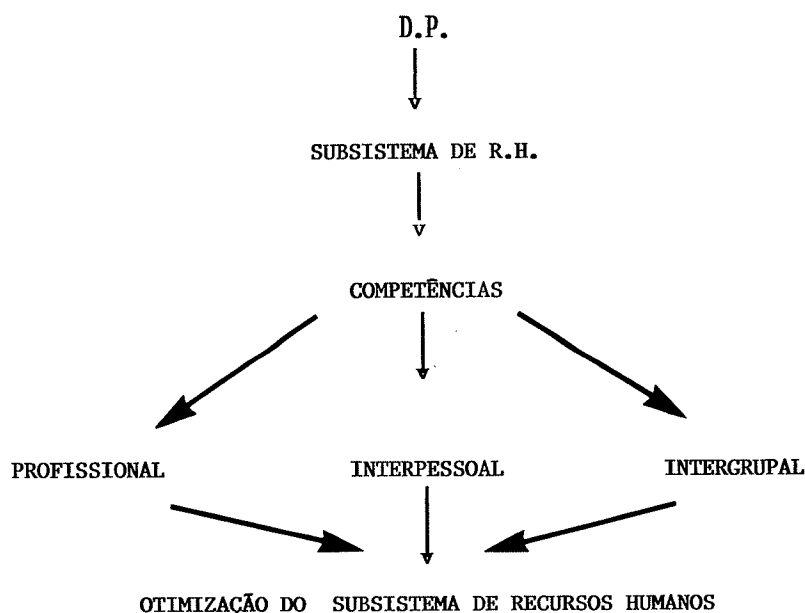 D.P.
SUBSISTEMA DE R.H.
COMPETÊNCIAS
PROFISSIONAL INTERPESSOAL INTERGRUPAL
OTIMIZAÇÃO DO SUBSISTEMA DE RECURSOS HUMANOS